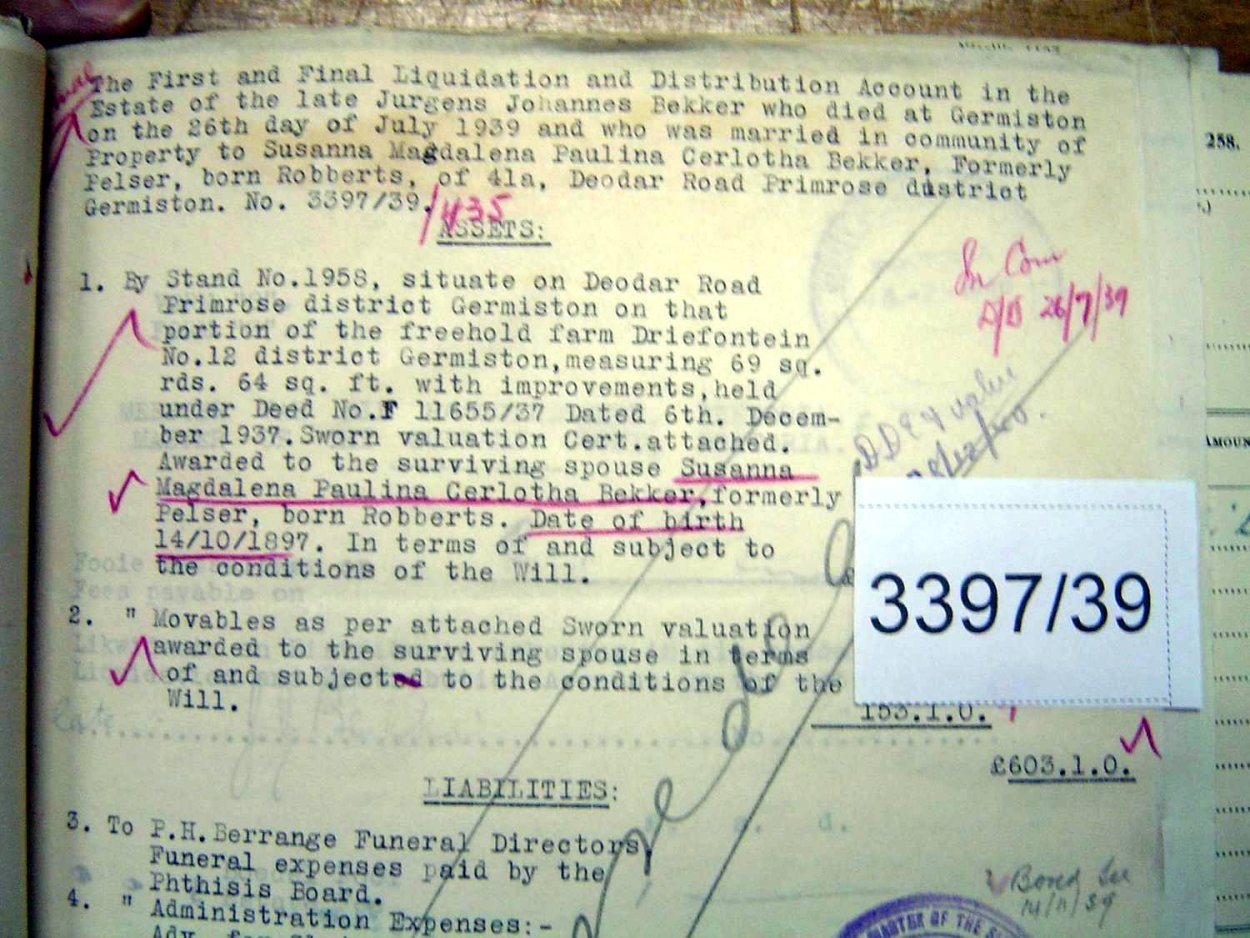 The First and Final Liquidation and Distribution Account in the
Estate of the late Jurgens Johannes Bekker who died at Germiston
on the 26th day of July 1939 and who was married in community of
Property to Susanna Magdalena Paulina Cerlotha Bekker, Formerly
Pelser, born Robberts, of 41a, Deodar Road Primrose district
Germiston. No. 3397/39.
/435
ASSETS:
In Com
D/D 26/7/39
1. By Stand No.1958, situate on Deodar Road
Primrose district Germiston on that
portion of the freehold farm Driefontein
No.12 district Germiston,measuring 69 sq.
rds. 64 sq. ft. with improvements,held
under Deed No.F 11655/37 Dated 6th. Decem-
ber 1937.Sworn valuation Cert.attached.
Awarded to the surviving spouse Susanna
Magdalena Paulina Cerlotha Bekker,formerly
Pelser, born Robberts. Date of birth
14/10/1897. In terms of and subject to
the conditions of the Will.
3397/39
2. " Movables as per attached Sworn valuation
awarded to the surviving spouse in terms
of and subjected to the conditions of the
Will.
153.1.0.
£603.1.0.
LIABILITIES:
3. To P.H.Berrange Funeral Directors,
Funeral expenses paid by the
Phthisis Board.
4. " Administration Expenses:-
Bond
14/11/39
MASTER OF THE
258.
AMOUN